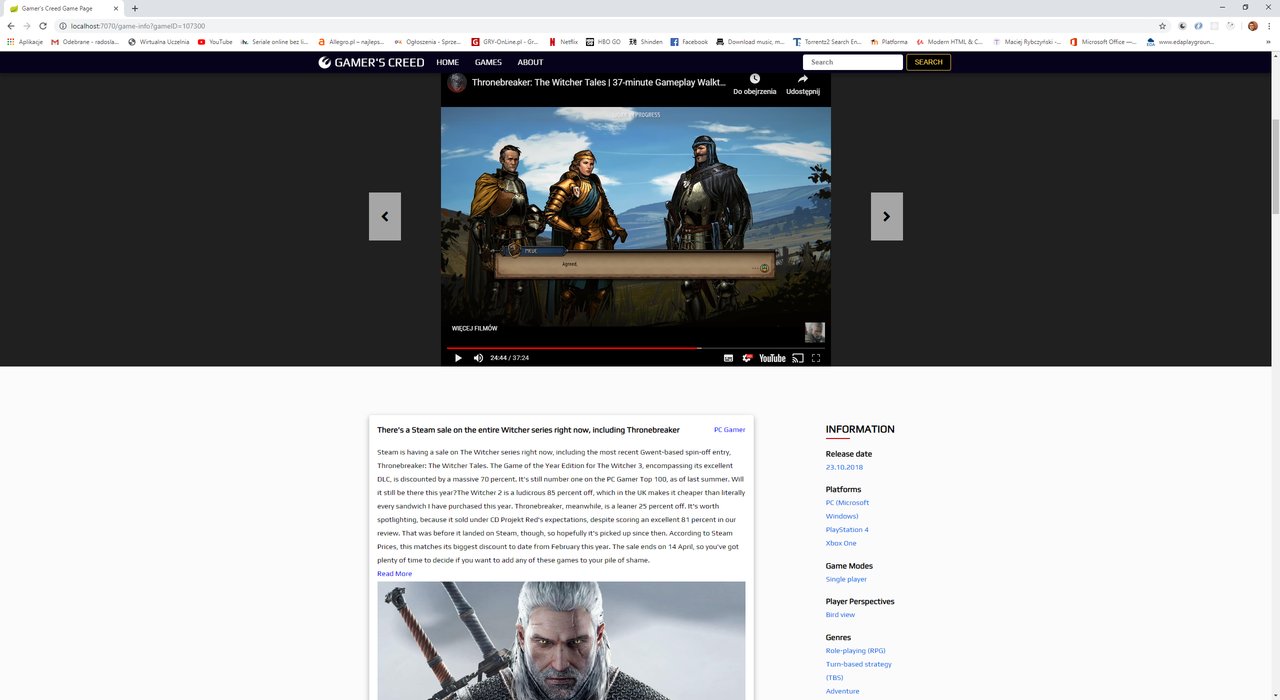 Gamer's Creed Game Page
localhost:7070/game-info?gameID=107300
Aplikacje
Odebrane - radosla...
Wirtualna Uczelnia
YouTube
Seriale online bez li...
Allegro.pl – najleps...
Ogłoszenia - Sprze...
GRY-OnLine.pl - Gr...
Netflix
HBO GO
Shinden
Facebook
Download music, m...
Torrentz2 Search En...
Platforma
Modern HTML & C...
Maciej Rybczyński -...
Microsoft Office —...
www.edaplaygroun...
GAMER'S CREED HOME GAMES ABOUT Search SEARCH
Thronebreaker: The Witcher Tales | 37-minute Gameplay Walkt...
Do obejrzenia
Udostępnij
PROGRESS
Agreed.
WIĘCEJ FILMÓW
24:44 / 37:24
YouTube
There's a Steam sale on the entire Witcher series right now, including Thronebreaker
PC Gamer
Steam is having a sale on The Witcher series right now, including the most recent Gwent-based spin-off entry,
Thronebreaker: The Witcher Tales. The Game of the Year Edition for The Witcher 3, encompassing its excellent
DLC, is discounted by a massive 70 percent. It's still number one on the PC Gamer Top 100, as of last summer. Will
it still be there this year?The Witcher 2 is a ludicrous 85 percent off, which in the UK makes it cheaper than literally
every sandwich I have purchased this year. Thronebreaker, meanwhile, is a leaner 25 percent off. It's worth
spotlighting, because it sold under CD Projekt Red's expectations, despite scoring an excellent 81 percent in our
review. That was before it landed on Steam, though, so hopefully it's picked up since then. According to Steam
Prices, this matches its biggest discount to date from February this year. The sale ends on 14 April, so you've got
plenty of time to decide if you want to add any of these games to your pile of shame.
Read More
INFORMATION
Release date
23.10.2018
Platforms
PC (Microsoft
Windows)
PlayStation 4
Xbox One
Game Modes
Single player
Player Perspectives
Bird view
Genres
Role-playing (RPG)
Turn-based strategy
(TBS)
Adventure